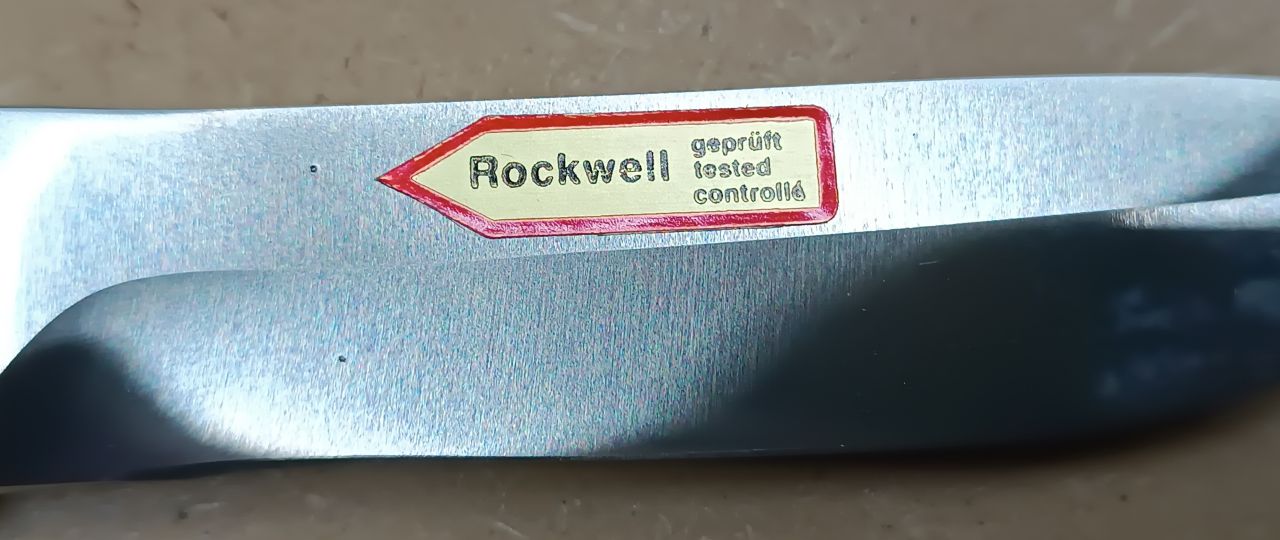 Rockwell
geprüft
tested
controllé